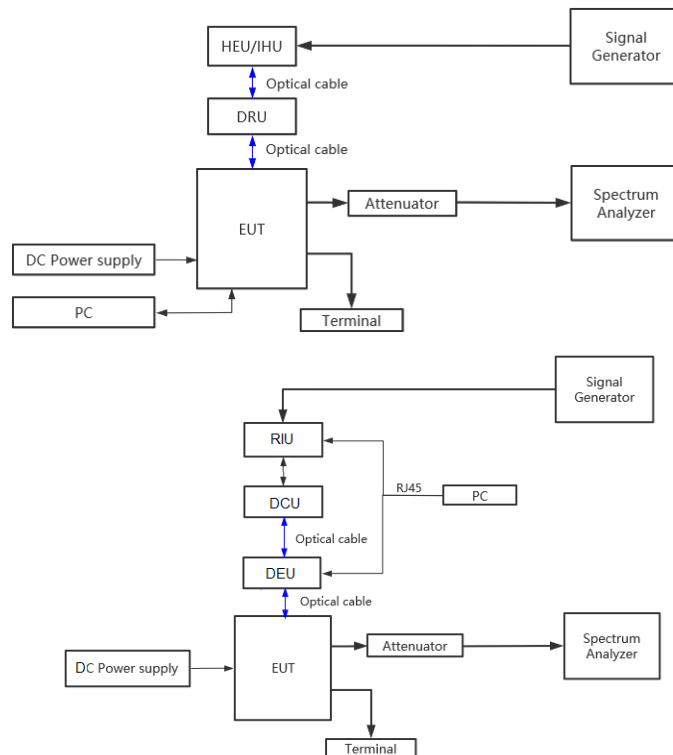 HEU/IHU
Signal
Generator
Optical cable
DRU
Optical cable
EUT
Attenuator
Spectrum
Analyzer
DC Power supply
PC
Terminal
Signal
Generator
RIU
RJ45
PC
DCU
Optical cable
DEU
Optical cable
EUT
Attenuator
Spectrum
Analyzer
DC Power supply
Terminal